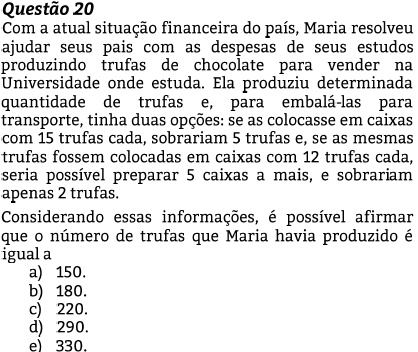 Questão 20
Com a atual situação financeira do país, Maria resolveu
ajudar seus pais com as despesas de seus estudos
produzindo trufas de chocolate para vender na
Universidade onde estuda. Ela produziu determinada
quantidade de trufas e, para embalá-las para
transporte, tinha duas opções: se as colocasse em caixas
com 15 trufas cada, sobrariam 5 trufas e, se as mesmas
trufas fossem colocadas em caixas com 12 trufas cada,
seria possível preparar 5 caixas a mais, e sobrariam
apenas 2 trufas.
Considerando essas informações, é possível afirmar
que o número de trufas que Maria havia produzido é
igual a
a) 150.
b) 180.
c) 220.
d) 290.
e) 330.